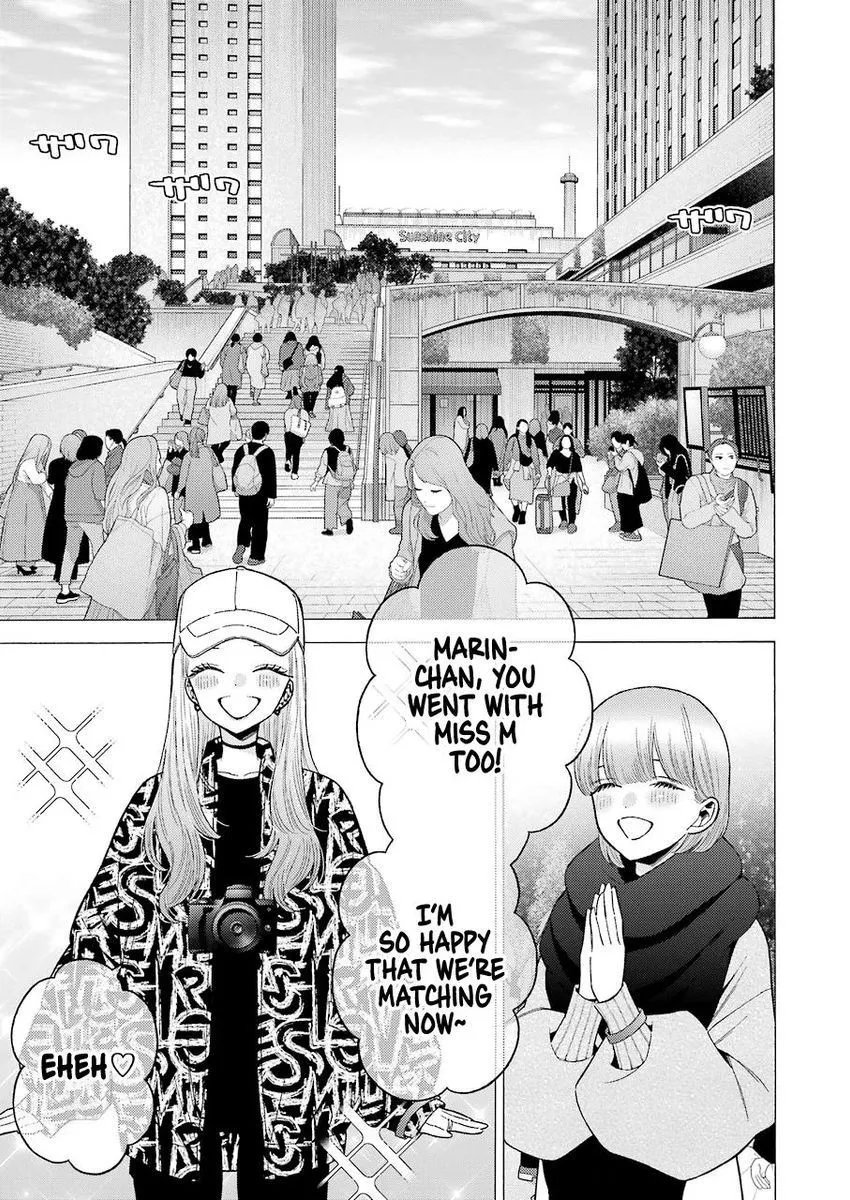 ザワ
ザワ
ザワ
Sunshine City
MARIN-
CHAN, YOU
WENT WITH
MISS M
TOO!
I'M
SO HAPPY
THAT WE'RE
MATCHING
NOW~
EHEH♡